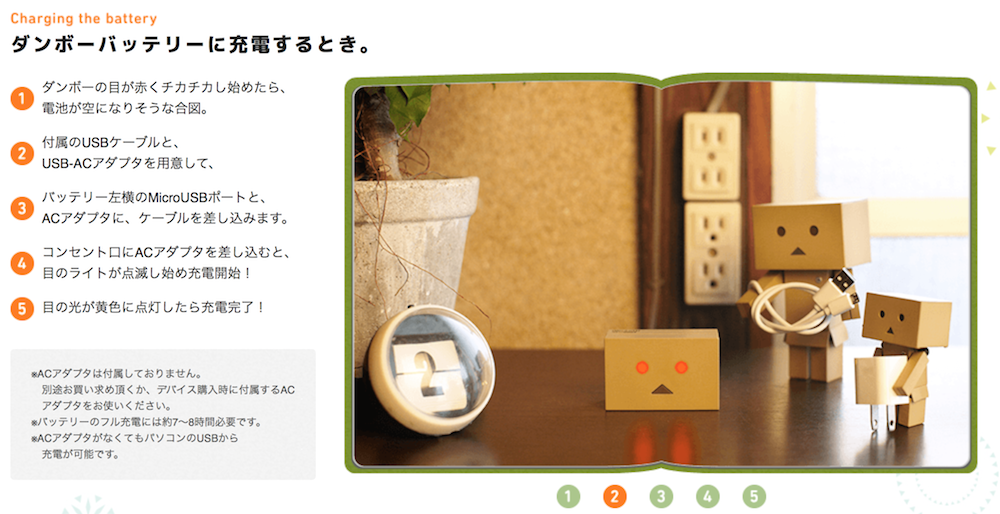 Charging the battery
ダンボーバッテリーに充電するとき。
1 ダンボーの目が赤くチカチカし始めたら、
電池が空になりそうな合図。
2 付属のUSBケーブルと、
USB-ACアダプタを用意して、
3 バッテリー左横のMicroUSBポートと、
ACアダプタに、ケーブルを差し込みます。
4 コンセント口にACアダプタを差し込むと、
目のライトが点滅し始め充電開始！
5 目の光が黄色に点灯したら充電完了！
※ACアダプタは付属しておりません。
別途お買い求め頂くか、デバイス購入時に付属するAC
アダプタをお使いください。
※バッテリーのフル充電には約7〜8時間必要です。
※ACアダプタがなくてもパソコンのUSBから
充電が可能です。
2
1 2 3 4 5